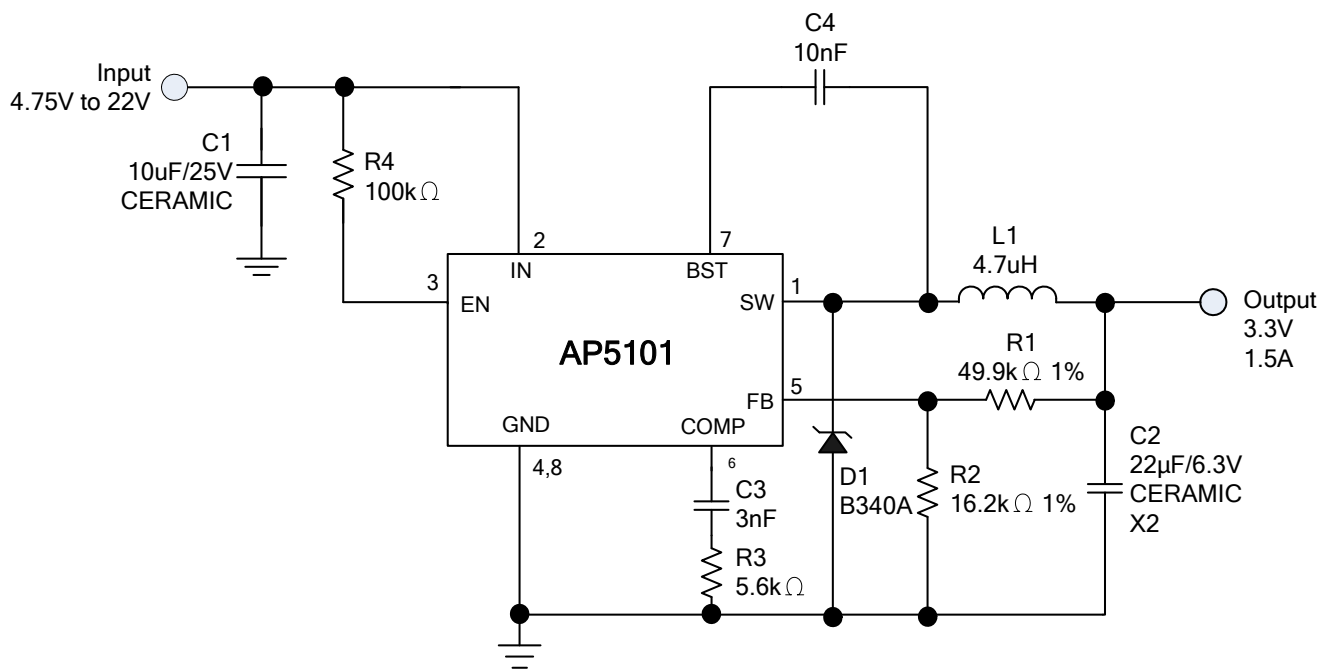 C4
10nF
Input
4.75V to 22V
C1
10uF/25V
CERAMIC
R4
100kΩ
2
7
IN
BST
3
EN
1
SW
L1
4.7uH
Output
3.3V
1.5A
AP5101
R1
49.9kΩ 1%
5
FB
GND
COMP
4,8
6
C3
3nF
D1
B340A
R2
16.2kΩ 1%
C2
22µF/6.3V
CERAMIC
X2
R3
5.6kΩ